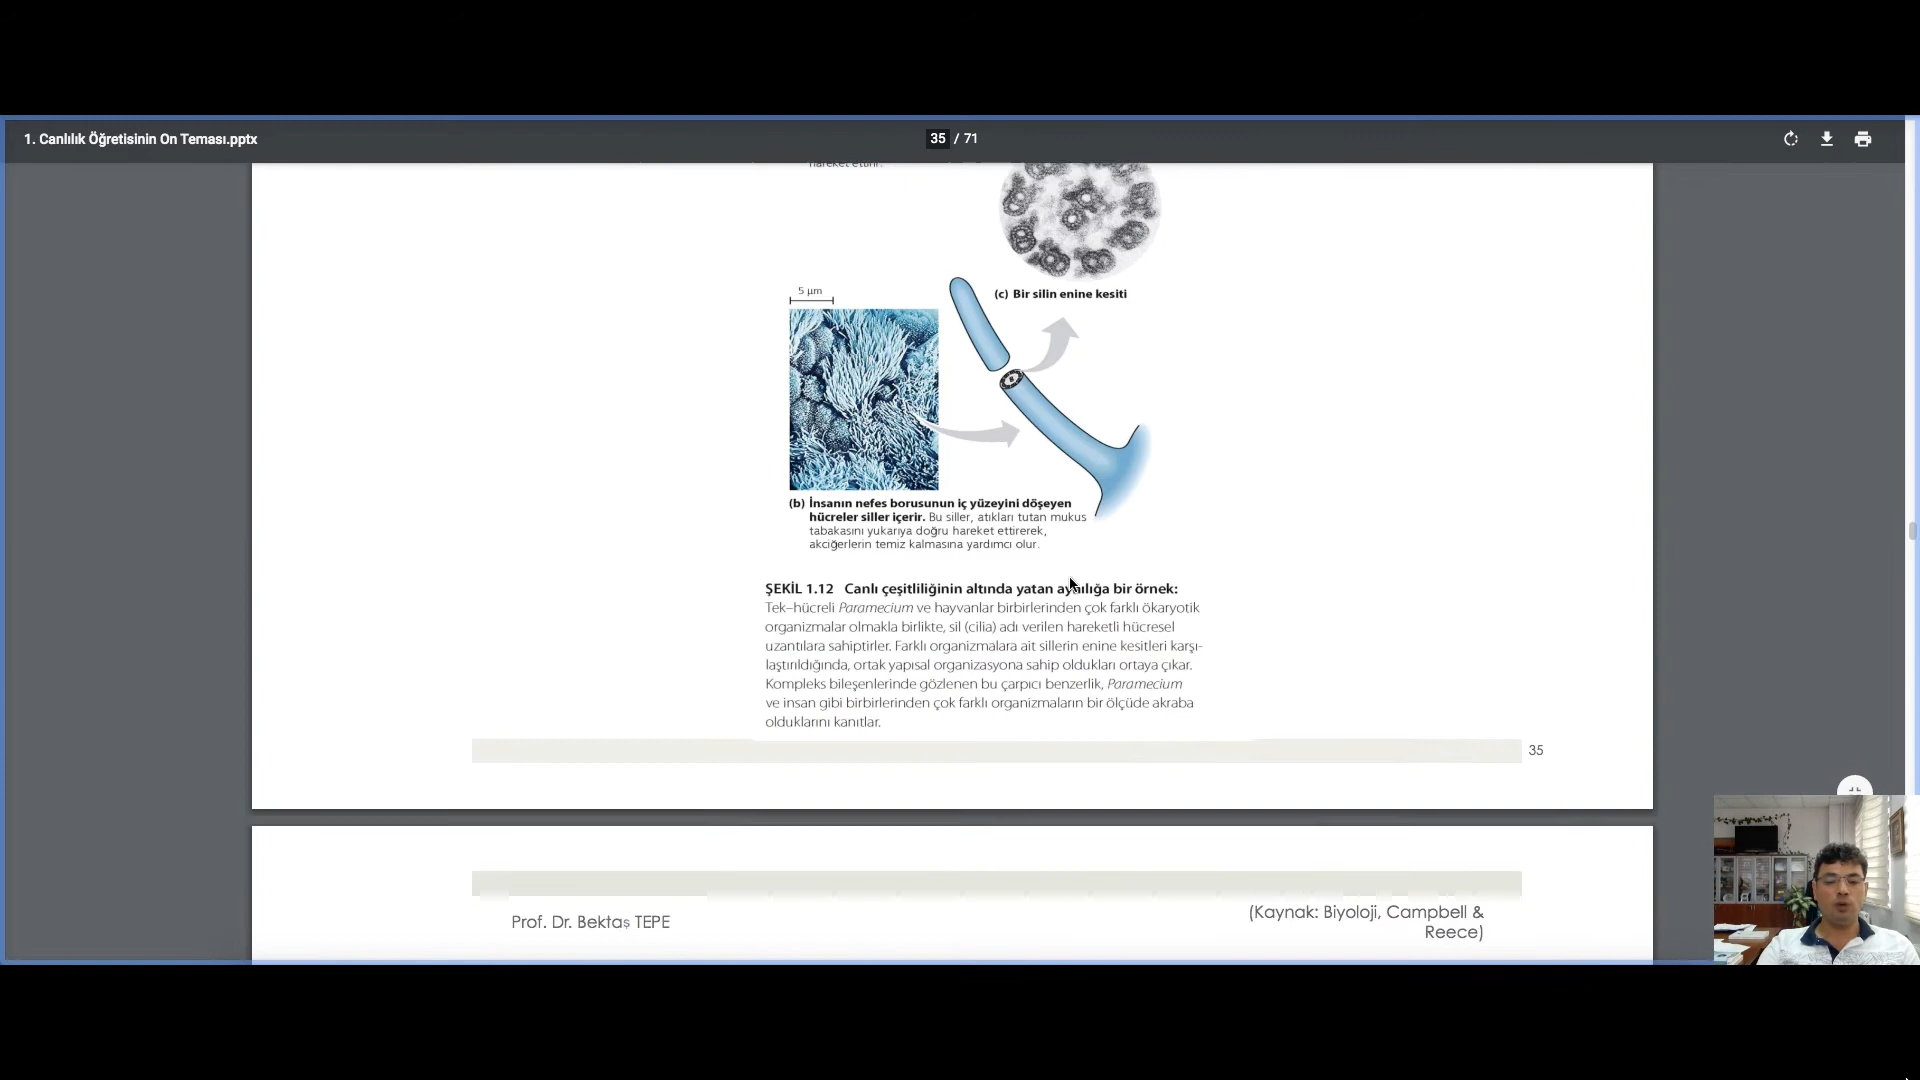 1. Canlılık Öğretisinin On Teması.pptx
35 / 71
hareket ettirir.
5 µm
(c) Bir silin enine kesiti
(b) İnsanın nefes borusunun iç yüzeyini döşeyen
hücreler siller içerir. Bu siller, atıkları tutan mukus
tabakasını yukarıya doğru hareket ettirerek,
akciğerlerin temiz kalmasına yardımcı olur.
ŞEKİL 1.12 Canlı çeşitliliğinin altında yatan aynılığa bir örnek:
Tek–hücreli Paramecium ve hayvanlar birbirlerinden çok farklı ökaryotik
organizmalar olmakla birlikte, sil (cilia) adı verilen hareketli hücresel
uzantılara sahiptirler. Farklı organizmalara ait sillerin enine kesitleri karşı-
laştırıldığında, ortak yapısal organizasyona sahip oldukları ortaya çıkar.
Kompleks bileşenlerinde gözlenen bu çarpıcı benzerlik, Paramecium
ve insan gibi birbirlerinden çok farklı organizmaların bir ölçüde akraba
olduklarını kanıtlar.
35
Prof. Dr. Bektaş TEPE
(Kaynak: Biyoloji, Campbell &
Reece)